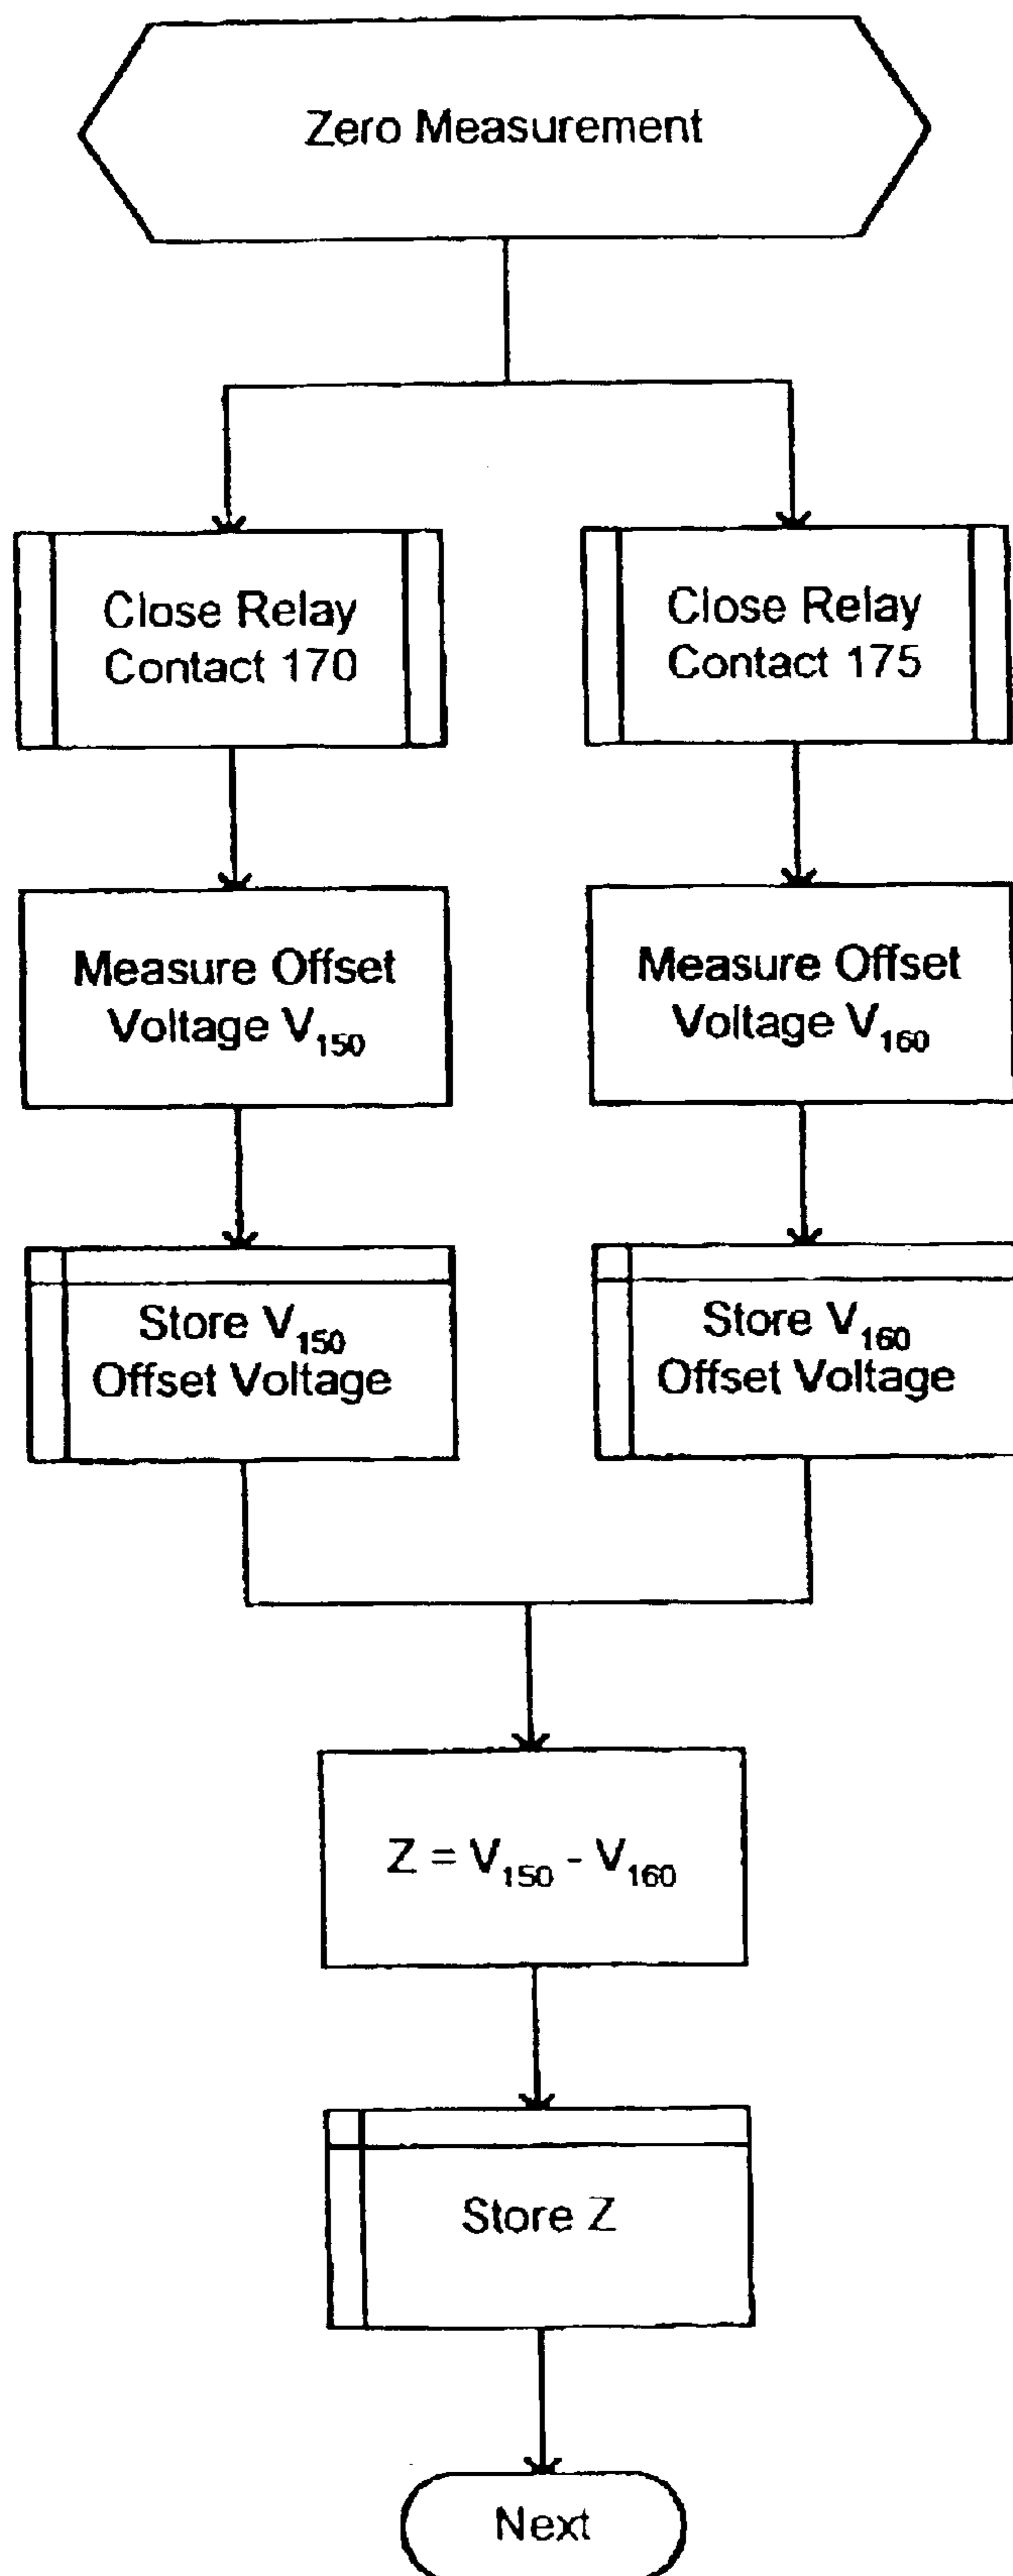 Zero Measurement
Close Relay
Contact 170
Close Relay
Contact 175
Measure Offset
Voltage V₁₅₀
Measure Offset
Voltage V₁₆₀
Store V₁₅₀
Offset Voltage
Store V₁₆₀
Offset Voltage
Z = V₁₅₀ - V₁₆₀
Store Z
Next